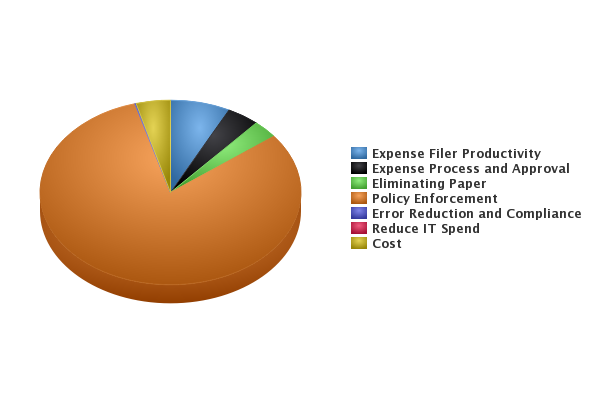 Expense Filer Productivity
Expense Process and Approval
Eliminating Paper
Policy Enforcement
Error Reduction and Compliance
Reduce IT Spend
Cost